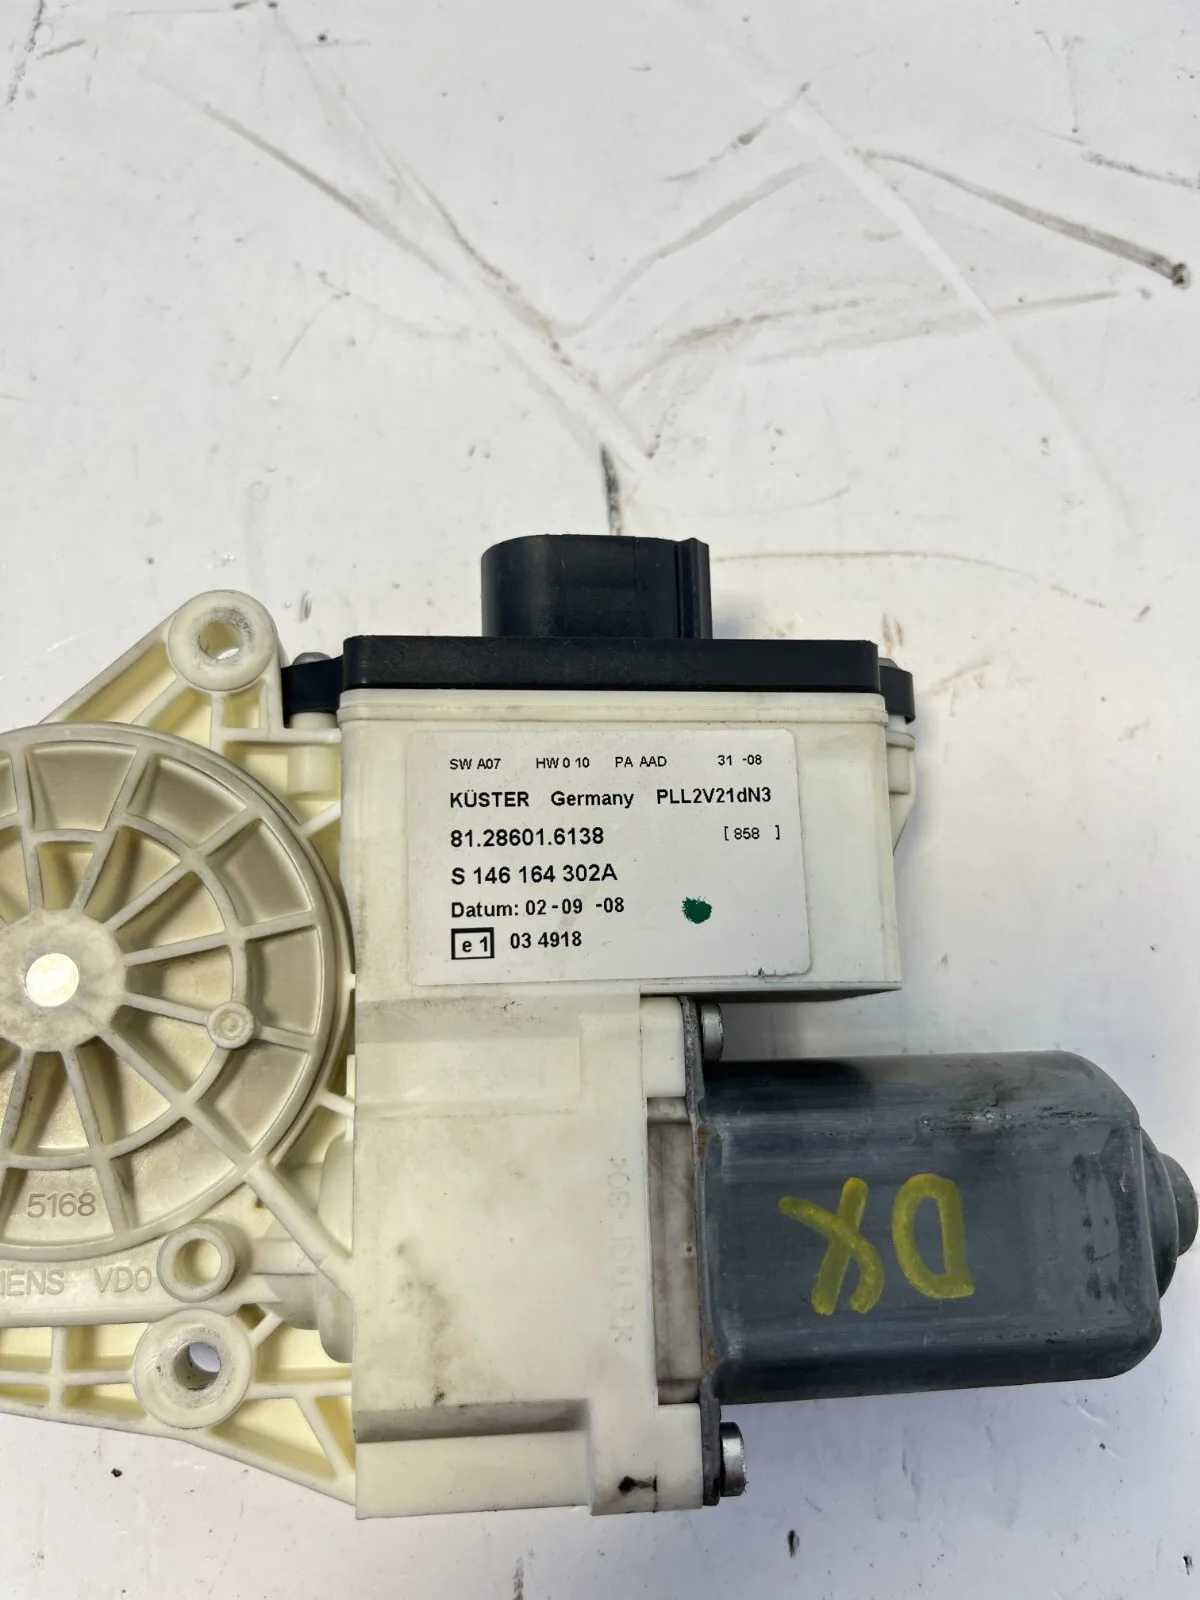 SW A07 HW 0 10 PA AAD 31 -08
KÜSTER Germany PLL2V21dN3
81.28601.6138 [ 858 ]
S 146 164 302A
Datum: 02-09 -08
e 1 03 4918
5168
MENS VDO
DX